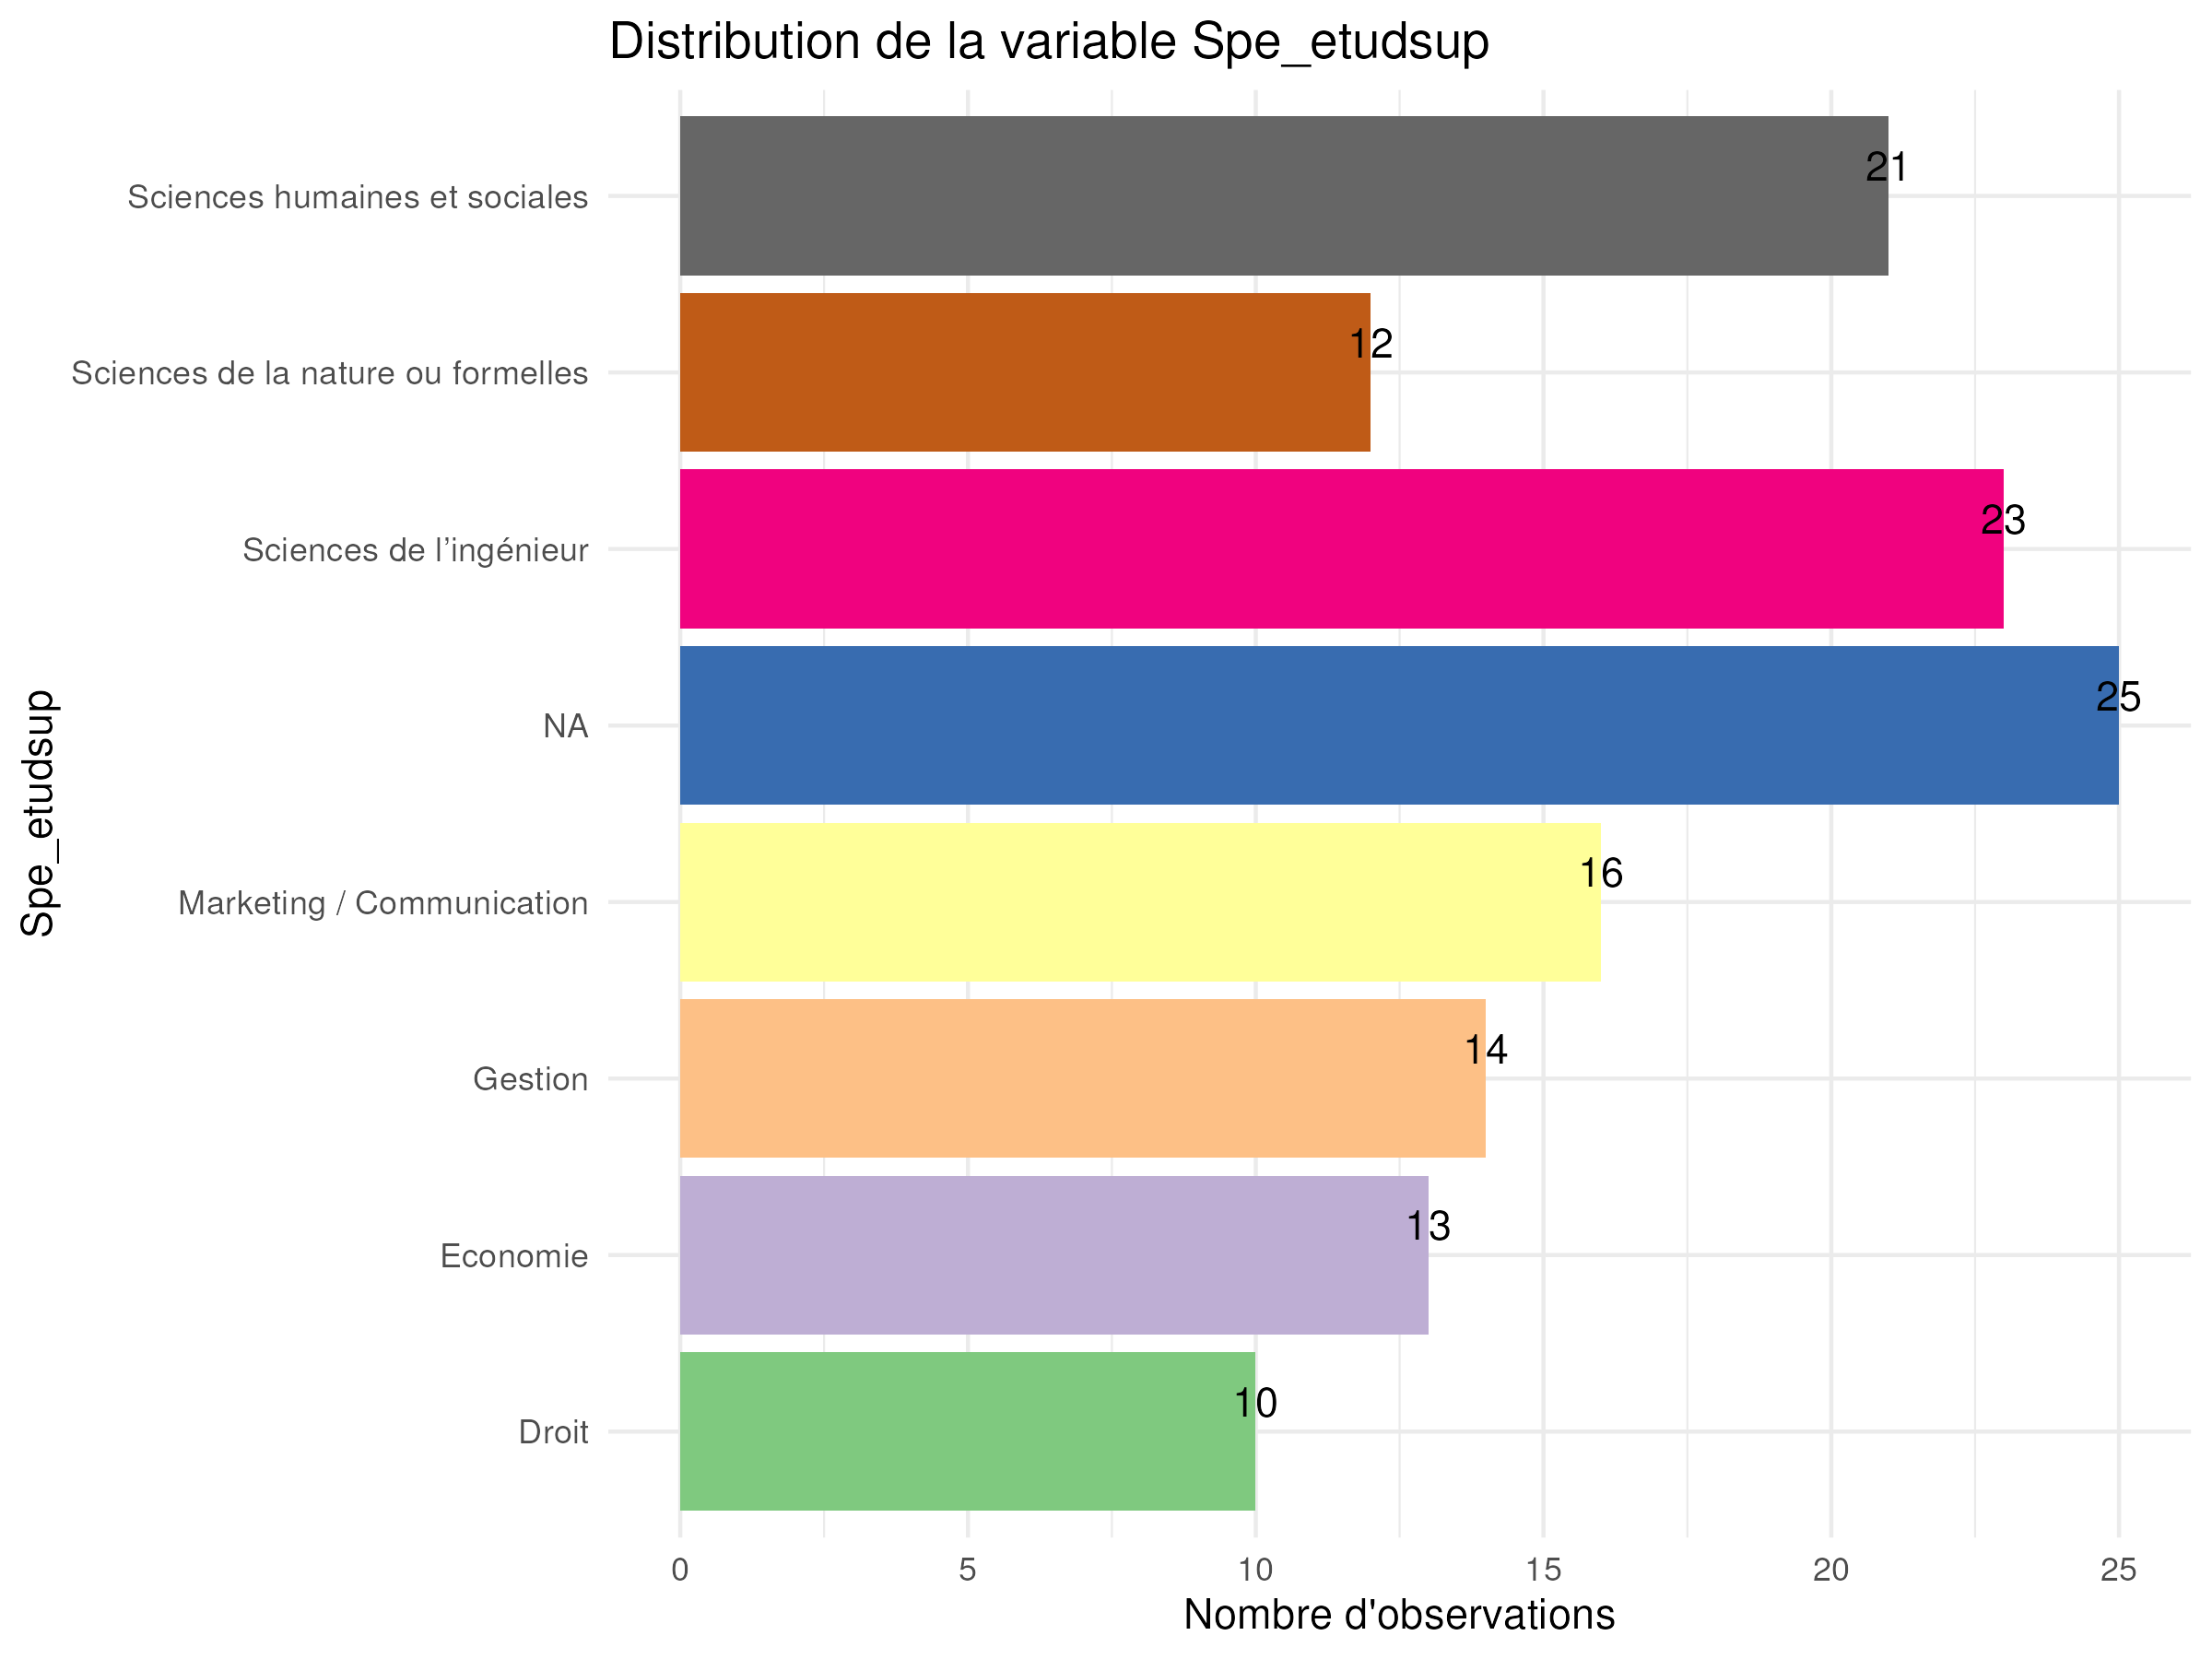 Distribution de la variable Spe_etudsup
Spe_etudsup
Sciences humaines et sociales
21
Sciences de la nature ou formelles
12
Sciences de l’ingénieur
23
NA
25
Marketing / Communication
16
Gestion
14
Economie
13
Droit
10
0 5 10 15 20 25
Nombre d'observations